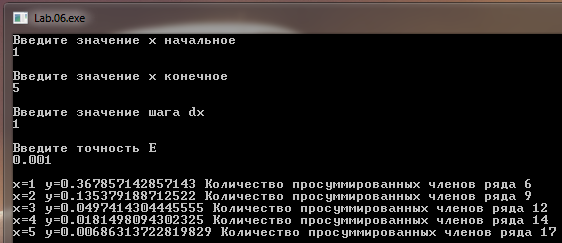 Lab.06.exe
Введите значение x начальное
1
Введите значение x конечное
5
Введите значение шага dx
1
Введите точность E
0.001
x=1 y=0.367857142857143 Количество просуммированных членов ряда 6
x=2 y=0.135379188712522 Количество просуммированных членов ряда 9
x=3 y=0.0497414304445555 Количество просуммированных членов ряда 12
x=4 y=0.0181498094302325 Количество просуммированных членов ряда 14
x=5 y=0.00686313722819829 Количество просуммированных членов ряда 17